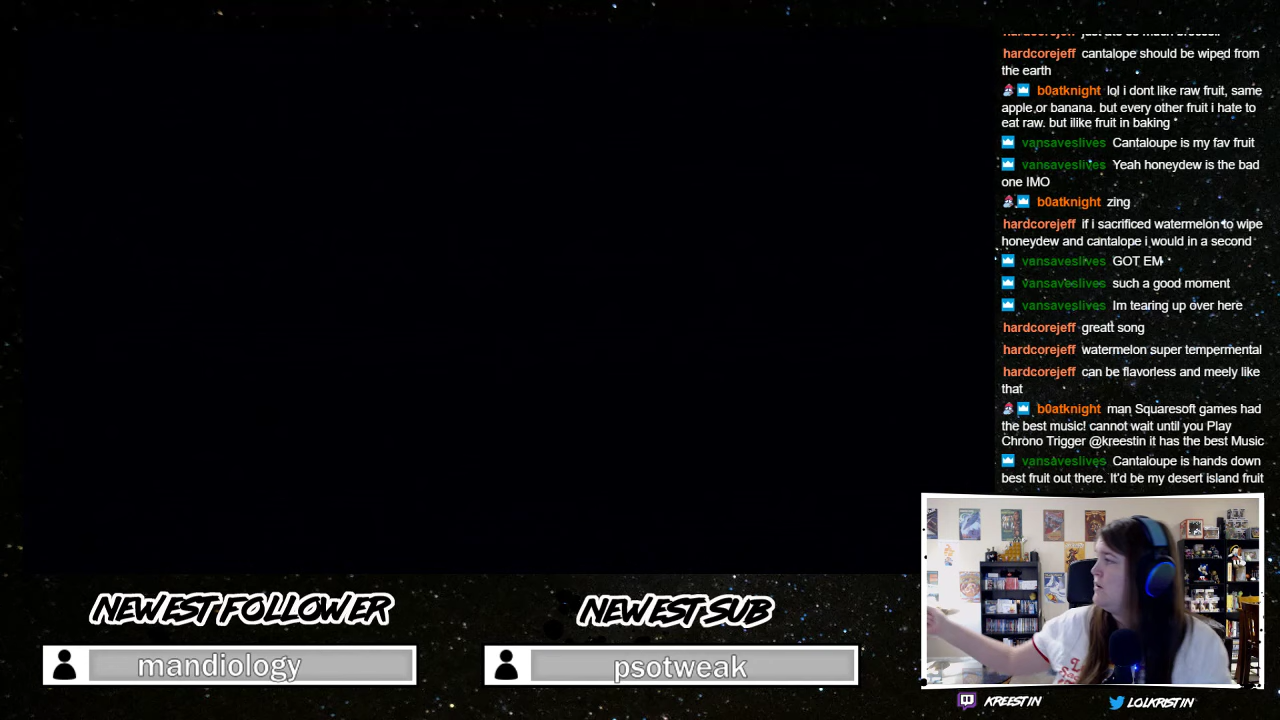 hardcorejeff cantalope should be wiped from
the earth
b0atknight lol i dont like raw fruit, same
apple or banana. but every other fruit i hate to
eat raw. but ilike fruit in baking
vansaveslives Cantaloupe is my fav fruit
vansaveslives Yeah honeydew is the bad
one IMO
b0atknight zing
hardcorejeff if i sacrificed watermelon to wipe
honeydew and cantalope i would in a second
vansaveslives GOT EM
vansaveslives such a good moment
vansaveslives Im tearing up over here
hardcorejeff greatt song
hardcorejeff watermelon super tempermental
hardcorejeff can be flavorless and meely like
that
b0atknight man Squaresoft games had
the best music! cannot wait until you Play
Chrono Trigger @kreestin it has the best Music
vansaveslives Cantaloupe is hands down
best fruit out there. It'd be my desert island fruit
NEWEST FOLLOWER
mandiology
NEWEST SUB
psotweak
KREESTIN
LOLKRISTIN